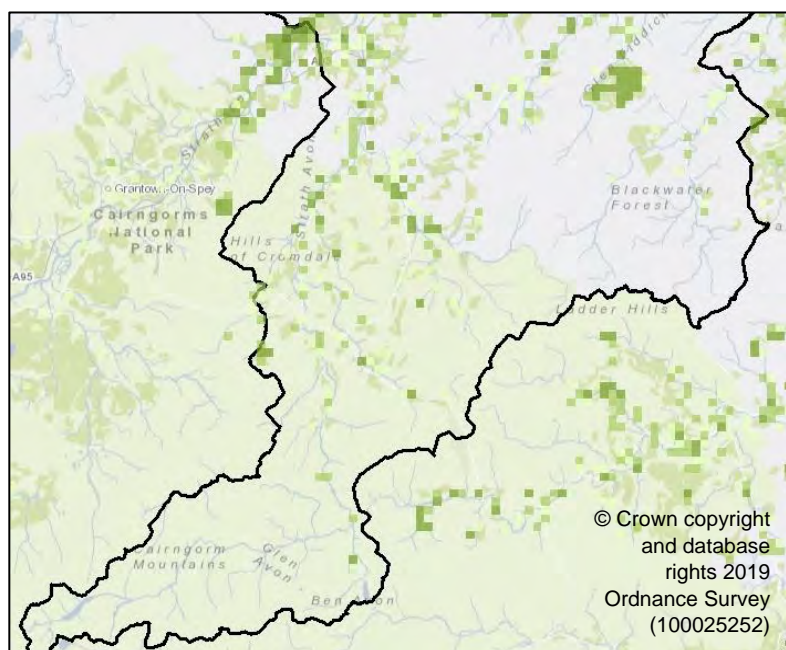 Strath
Grantown-On-Spey
Cairngorms
National
Park
A95
Strath Avon
Hills
of Cromdale
Blackwater
Forest
Ladder Hills
Cairngorm
Mountains
Glen
Avon
Ben Avon
© Crown copyright
and database
rights 2019
Ordnance Survey
(100025252)